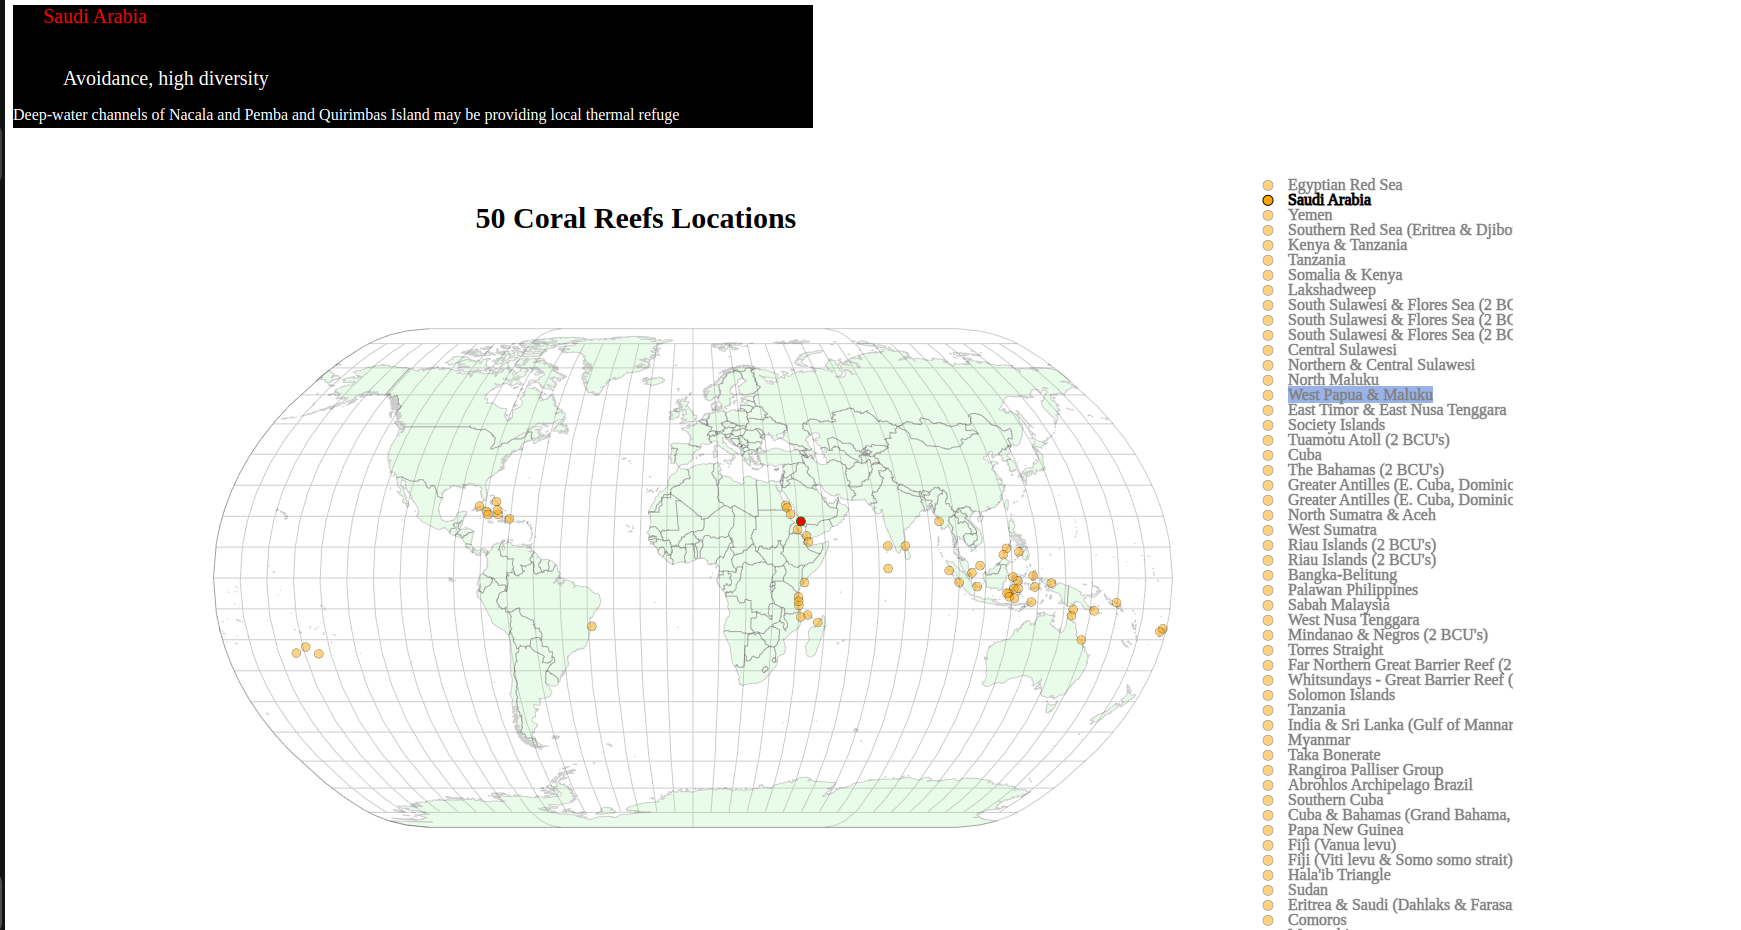 Saudi Arabia
Avoidance, high diversity
Deep-water channels of Nacala and Pemba and Quirimbas Island may be providing local thermal refuge
50 Coral Reefs Locations
Egyptian Red Sea
Saudi Arabia
Yemen
Southern Red Sea (Eritrea & Djibo
Kenya & Tanzania
Tanzania
Somalia & Kenya
Lakshadweep
South Sulawesi & Flores Sea (2 BC
South Sulawesi & Flores Sea (2 BC
South Sulawesi & Flores Sea (2 BC
Central Sulawesi
Northern & Central Sulawesi
North Maluku
West Papua & Maluku
East Timor & East Nusa Tenggara
Society Islands
Tuamotu Atoll (2 BCU's)
Cuba
The Bahamas (2 BCU's)
Greater Antilles (E. Cuba, Dominic
Greater Antilles (E. Cuba, Dominic
North Sumatra & Aceh
West Sumatra
Riau Islands (2 BCU's)
Riau Islands (2 BCU's)
Bangka-Belitung
Palawan Philippines
Sabah Malaysia
West Nusa Tenggara
Mindanao & Negros (2 BCU's)
Torres Straight
Far Northern Great Barrier Reef (2
Whitsundays - Great Barrier Reef (
Solomon Islands
Tanzania
India & Sri Lanka (Gulf of Mannar
Myanmar
Taka Bonerate
Rangiroa Palliser Group
Abrohlos Archipelago Brazil
Southern Cuba
Cuba & Bahamas (Grand Bahama,
Papa New Guinea
Fiji (Vanua levu)
Fiji (Viti levu & Somo somo strait)
Hala'ib Triangle
Sudan
Eritrea & Saudi (Dahlaks & Farasa
Comoros